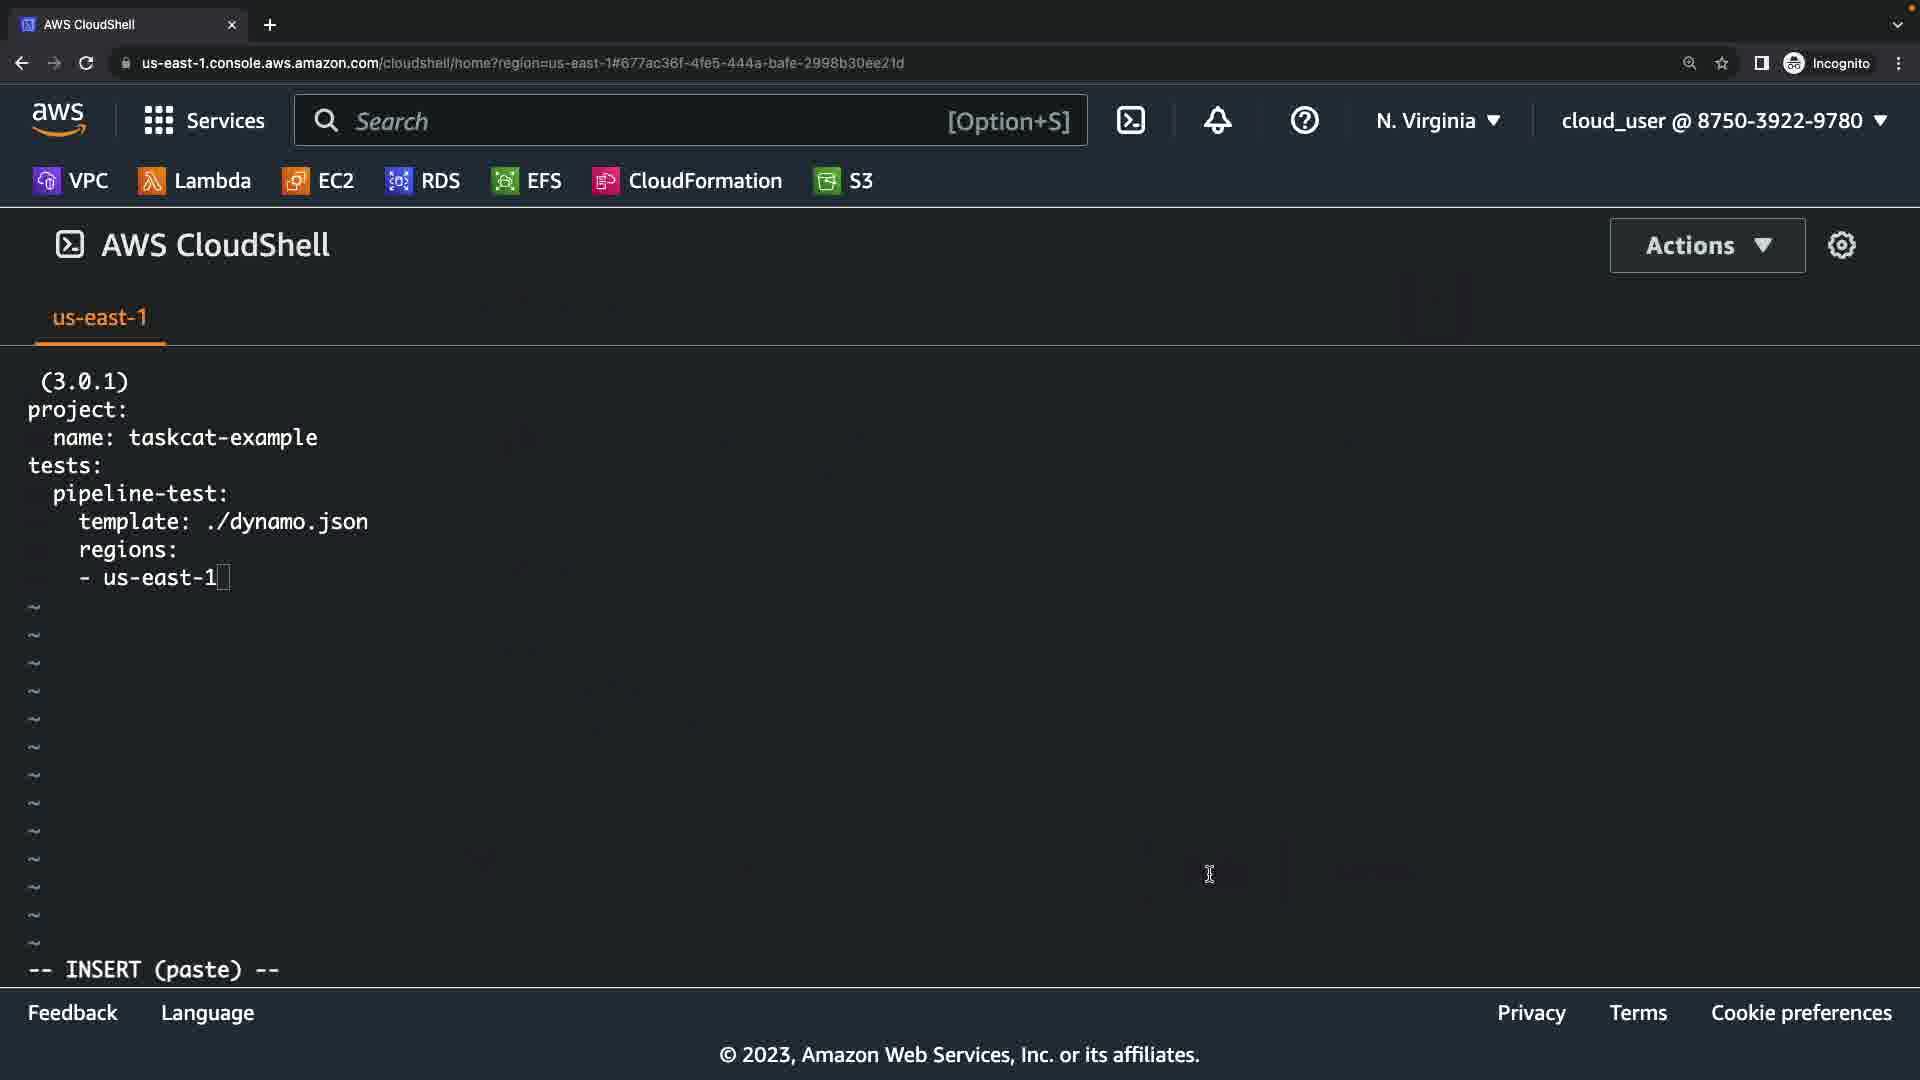 AWS CloudShell
us-east-1.console.aws.amazon.com/cloudshell/home?region=us-east-1#677ac36f-4fe5-444a-bafe-2998b30ee21d
Incognito
aws
Services
Search
[Option+S]
N. Virginia
cloud_user @ 8750-3922-9780
VPC
Lambda
EC2
RDS
EFS
CloudFormation
S3
AWS CloudShell
Actions
us-east-1
(3.0.1)
project:
name: taskcat-example
tests:
pipeline-test:
template: ./dynamo.json
regions:
- us-east-1
~
~
~
~
~
~
~
~
~
~
~
~
~
-- INSERT (paste) --
Feedback
Language
Privacy
Terms
Cookie preferences
© 2023, Amazon Web Services, Inc. or its affiliates.